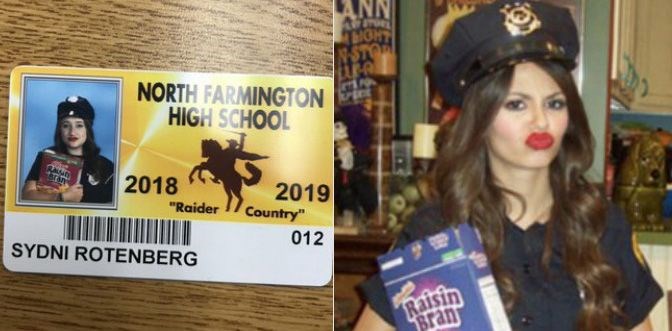 NORTH FARMINGTON
HIGH SCHOOL
2018 2019
"Raider Country"
012
SYDNI ROTENBERG
Raisin
Bran
Raisin
Bran